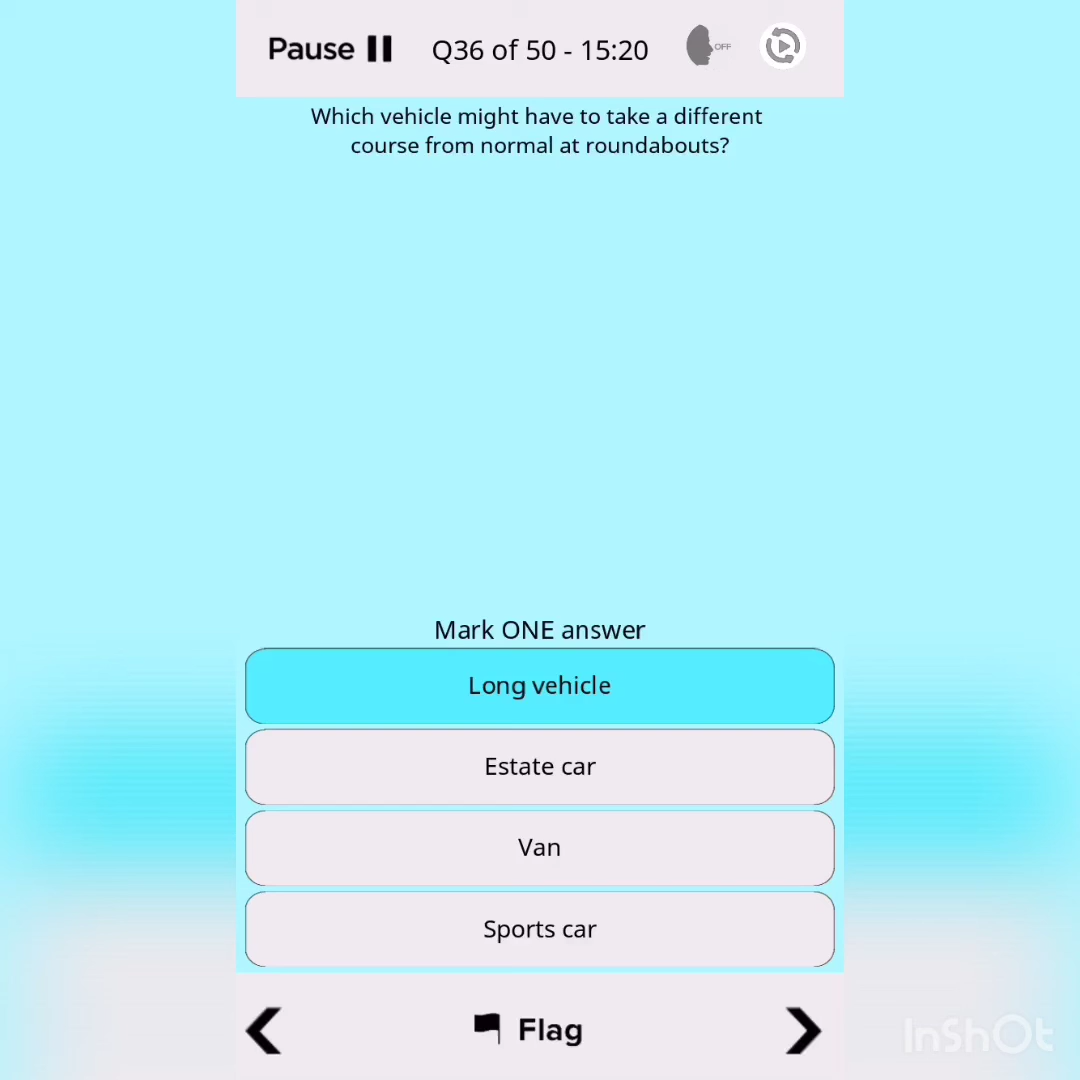 Pause Q36 of 50 - 15:20 OFF
Which vehicle might have to take a different
course from normal at roundabouts?
Mark ONE answer
Long vehicle
Estate car
Van
Sports car
Flag
InShOt